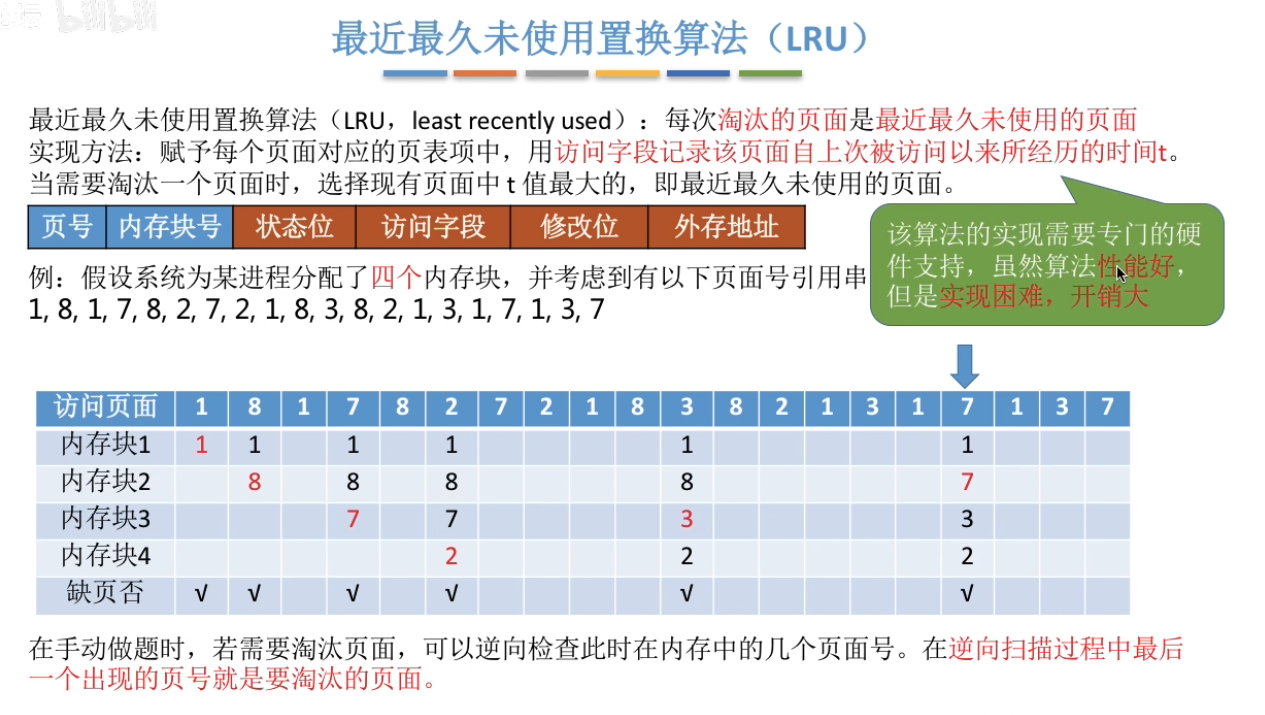 bilibili
最近最久未使用置换算法（LRU）
最近最久未使用置换算法（LRU，least recently used）：每次淘汰的页面是最近最久未使用的页面
实现方法：赋予每个页面对应的页表项中，用访问字段记录该页面自上次被访问以来所经历的时间t。
当需要淘汰一个页面时，选择现有页面中 t 值最大的，即最近最久未使用的页面。
页号 内存块号 状态位 访问字段 修改位 外存地址
该算法的实现需要专门的硬
件支持，虽然算法性能好，
但是实现困难，开销大
例：假设系统为某进程分配了四个内存块，并考虑到有以下页面号引用串
1, 8, 1, 7, 8, 2, 7, 2, 1, 8, 3, 8, 2, 1, 3, 1, 7, 1, 3, 7
访问页面 1 8 1 7 8 2 7 2 1 8 3 8 2 1 3 1 7 1 3 7
内存块1 1 1 1 1 1 1
内存块2 8 8 8 8 7
内存块3 7 7 3 3
内存块4 2 2 2
缺页否 √ √ √ √ √ √
在手动做题时，若需要淘汰页面，可以逆向检查此时在内存中的几个页面号。在逆向扫描过程中最后
一个出现的页号就是要淘汰的页面。